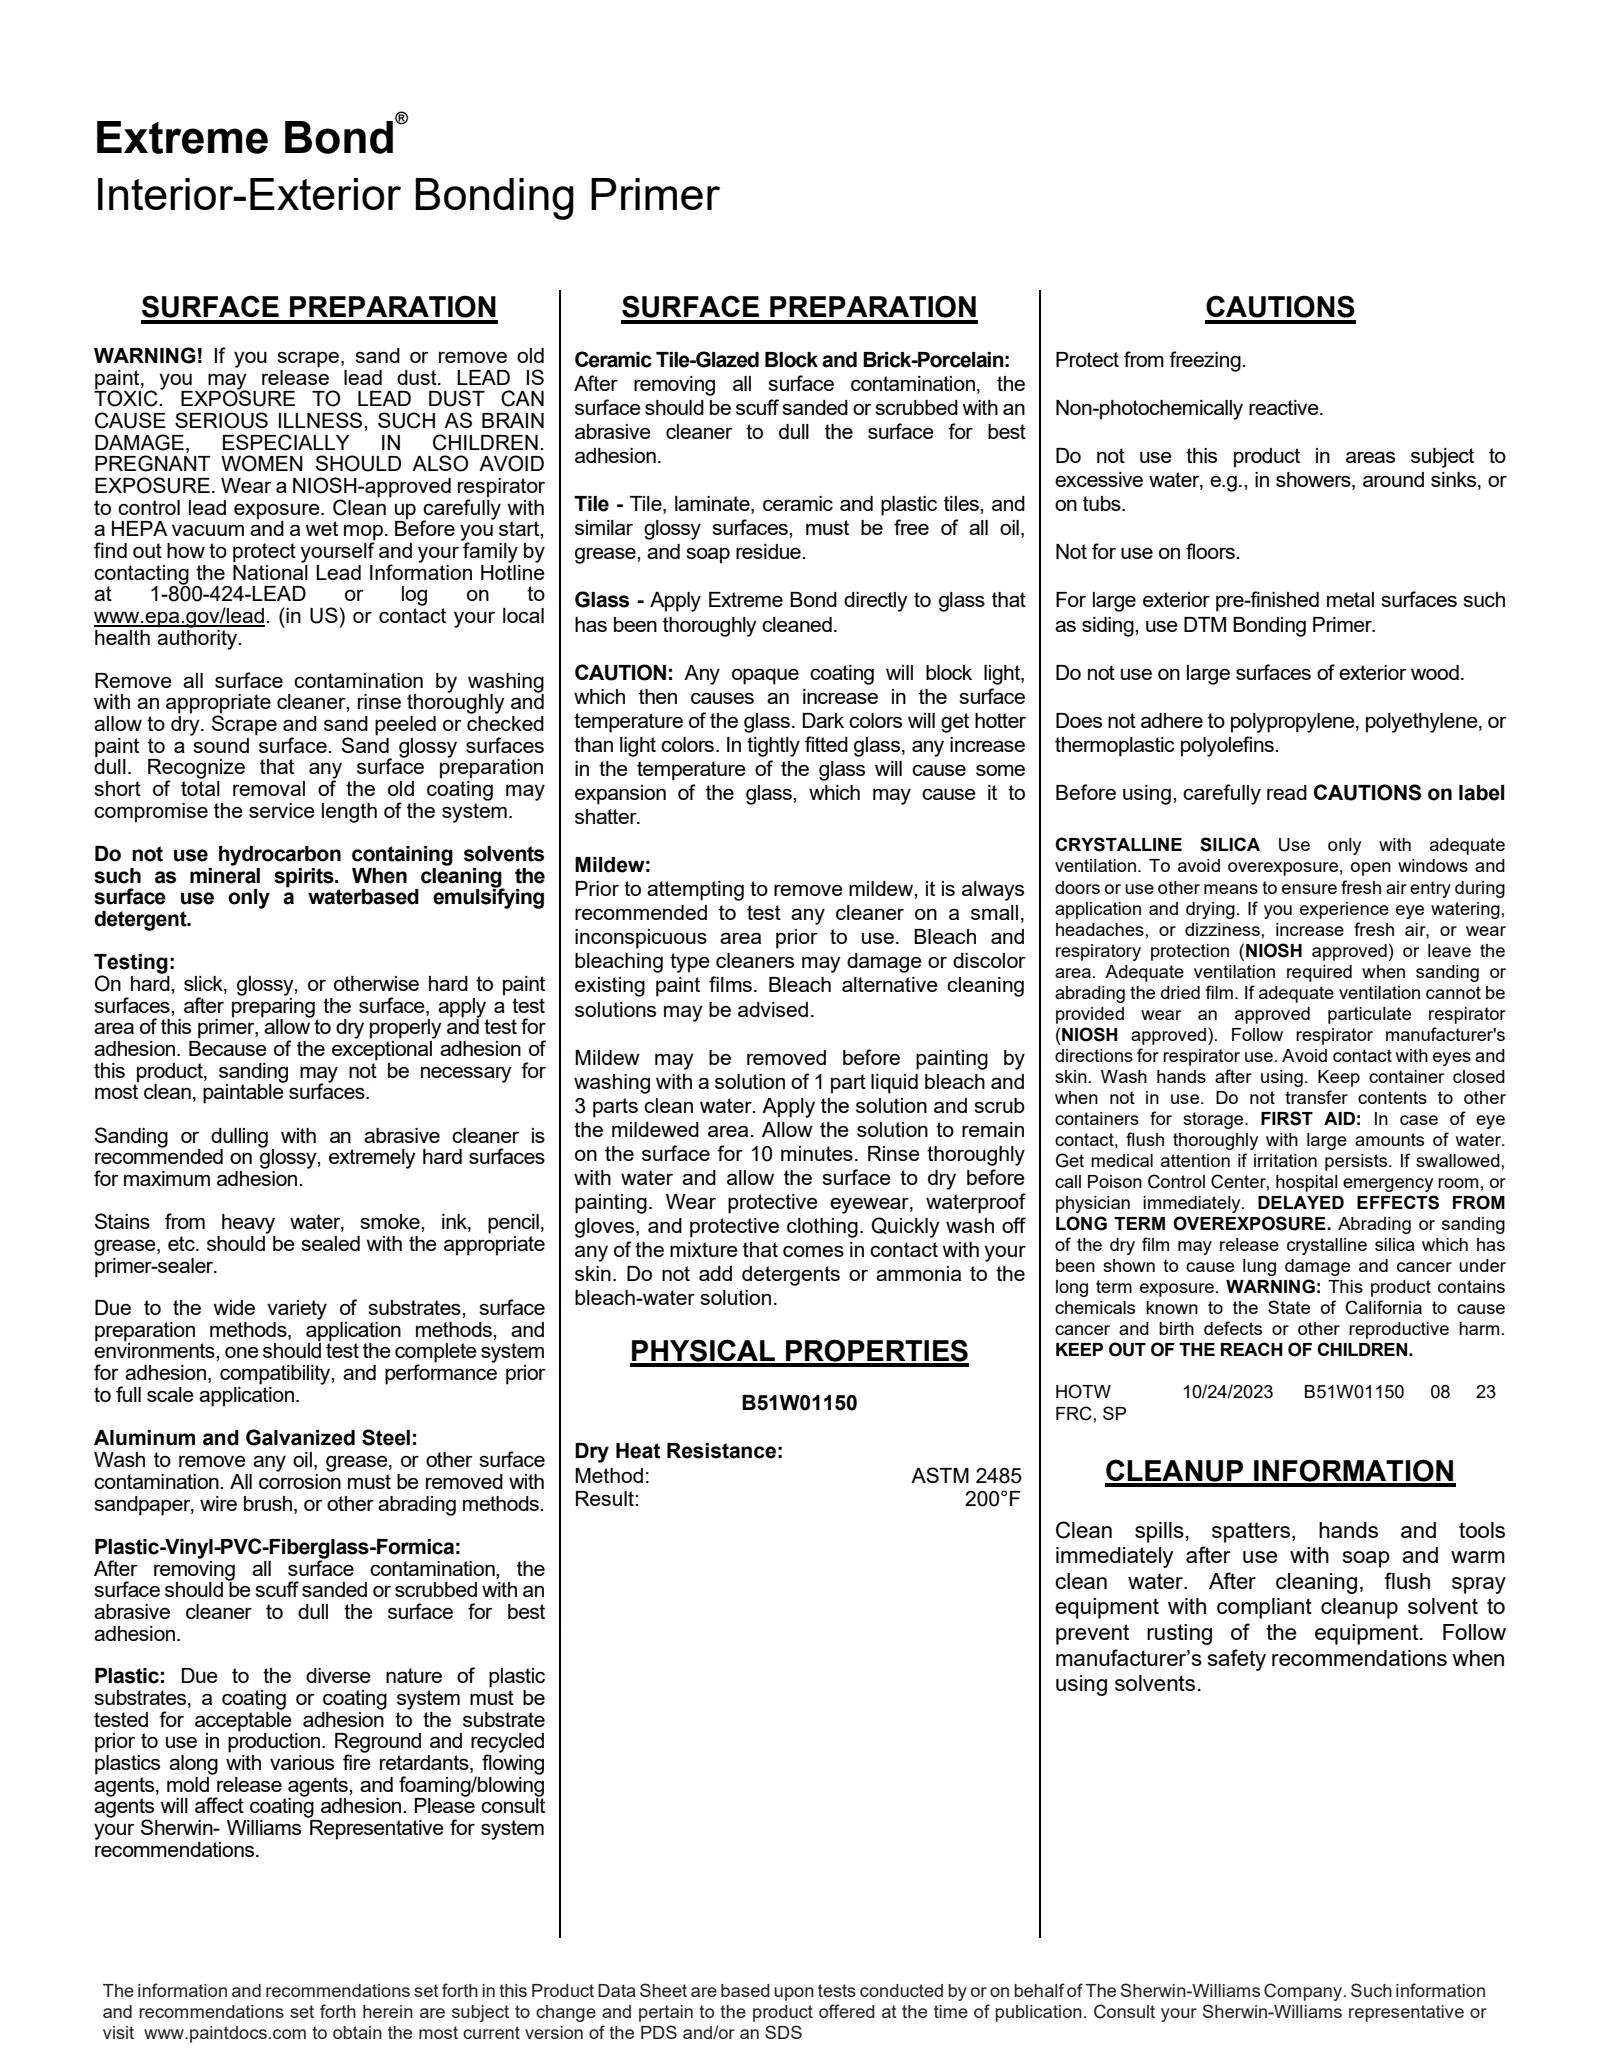 Extreme Bond®
Interior-Exterior Bonding Primer
SURFACE PREPARATION
WARNING! If you scrape, sand or remove old
paint, you may release lead dust. LEAD IS
TOXIC. EXPOSURE TO LEAD DUST CAN
CAUSE SERIOUS ILLNESS, SUCH AS BRAIN
DAMAGE, ESPECIALLY IN CHILDREN.
PREGNANT WOMEN SHOULD ALSO AVOID
EXPOSURE. Wear a NIOSH-approved respirator
to control lead exposure. Clean up carefully with
a HEPA vacuum and a wet mop. Before you start,
find out how to protect yourself and your family by
contacting the National Lead Information Hotline
at 1-800-424-LEAD or log on to
www.epa.gov/lead. (in US) or contact your local
health authority.
Remove all surface contamination by washing
with an appropriate cleaner, rinse thoroughly and
allow to dry. Scrape and sand peeled or checked
paint to a sound surface. Sand glossy surfaces
dull. Recognize that any surface preparation
short of total removal of the old coating may
compromise the service length of the system.
Do not use hydrocarbon containing solvents
such as mineral spirits. When cleaning the
surface use only a waterbased emulsifying
detergent.
Testing:
On hard, slick, glossy, or otherwise hard to paint
surfaces, after preparing the surface, apply a test
area of this primer, allow to dry properly and test for
adhesion. Because of the exceptional adhesion of
this product, sanding may not be necessary for
most clean, paintable surfaces.
Sanding or dulling with an abrasive cleaner is
recommended on glossy, extremely hard surfaces
for maximum adhesion.
Stains from heavy water, smoke, ink, pencil,
grease, etc. should be sealed with the appropriate
primer-sealer.
Due to the wide variety of substrates, surface
preparation methods, application methods, and
environments, one should test the complete system
for adhesion, compatibility, and performance prior
to full scale application.
Aluminum and Galvanized Steel:
Wash to remove any oil, grease, or other surface
contamination. All corrosion must be removed with
sandpaper, wire brush, or other abrading methods.
Plastic-Vinyl-PVC-Fiberglass-Formica:
After removing all surface contamination, the
surface should be scuff sanded or scrubbed with an
abrasive cleaner to dull the surface for best
adhesion.
Plastic: Due to the diverse nature of plastic
substrates, a coating or coating system must be
tested for acceptable adhesion to the substrate
prior to use in production. Reground and recycled
plastics along with various fire retardants, flowing
agents, mold release agents, and foaming/blowing
agents will affect coating adhesion. Please consult
your Sherwin- Williams Representative for system
recommendations.
SURFACE PREPARATION
Ceramic Tile-Glazed Block and Brick-Porcelain:
After removing all surface contamination, the
surface should be scuff sanded or scrubbed with an
abrasive cleaner to dull the surface for best
adhesion.
Tile - Tile, laminate, ceramic and plastic tiles, and
similar glossy surfaces, must be free of all oil,
grease, and soap residue.
Glass - Apply Extreme Bond directly to glass that
has been thoroughly cleaned.
CAUTION: Any opaque coating will block light,
which then causes an increase in the surface
temperature of the glass. Dark colors will get hotter
than light colors. In tightly fitted glass, any increase
in the temperature of the glass will cause some
expansion of the glass, which may cause it to
shatter.
Mildew:
Prior to attempting to remove mildew, it is always
recommended to test any cleaner on a small,
inconspicuous area prior to use. Bleach and
bleaching type cleaners may damage or discolor
existing paint films. Bleach alternative cleaning
solutions may be advised.
Mildew may be removed before painting by
washing with a solution of 1 part liquid bleach and
3 parts clean water. Apply the solution and scrub
the mildewed area. Allow the solution to remain
on the surface for 10 minutes. Rinse thoroughly
with water and allow the surface to dry before
painting. Wear protective eyewear, waterproof
gloves, and protective clothing. Quickly wash off
any of the mixture that comes in contact with your
skin. Do not add detergents or ammonia to the
bleach-water solution.
PHYSICAL PROPERTIES
B51W01150
Dry Heat Resistance:
Method: ASTM 2485
Result: 200°F
CAUTIONS
Protect from freezing.
Non-photochemically reactive.
Do not use this product in areas subject to
excessive water, e.g., in showers, around sinks, or
on tubs.
Not for use on floors.
For large exterior pre-finished metal surfaces such
as siding, use DTM Bonding Primer.
Do not use on large surfaces of exterior wood.
Does not adhere to polypropylene, polyethylene, or
thermoplastic polyolefins.
Before using, carefully read CAUTIONS on label
CRYSTALLINE SILICA Use only with adequate
ventilation. To avoid overexposure, open windows and
doors or use other means to ensure fresh air entry during
application and drying. If you experience eye watering,
headaches, or dizziness, increase fresh air, or wear
respiratory protection (NIOSH approved) or leave the
area. Adequate ventilation required when sanding or
abrading the dried film. If adequate ventilation cannot be
provided wear an approved particulate respirator
(NIOSH approved). Follow respirator manufacturer's
directions for respirator use. Avoid contact with eyes and
skin. Wash hands after using. Keep container closed
when not in use. Do not transfer contents to other
containers for storage. FIRST AID: In case of eye
contact, flush thoroughly with large amounts of water.
Get medical attention if irritation persists. If swallowed,
call Poison Control Center, hospital emergency room, or
physician immediately. DELAYED EFFECTS FROM
LONG TERM OVEREXPOSURE. Abrading or sanding
of the dry film may release crystalline silica which has
been shown to cause lung damage and cancer under
long term exposure. WARNING: This product contains
chemicals known to the State of California to cause
cancer and birth defects or other reproductive harm.
KEEP OUT OF THE REACH OF CHILDREN.
HOTW 10/24/2023 B51W01150 08 23
FRC, SP
CLEANUP INFORMATION
Clean spills, spatters, hands and tools
immediately after use with soap and warm
clean water. After cleaning, flush spray
equipment with compliant cleanup solvent to
prevent rusting of the equipment. Follow
manufacturer’s safety recommendations when
using solvents.
The information and recommendations set forth in this Product Data Sheet are based upon tests conducted by or on behalf of The Sherwin-Williams Company. Such information
and recommendations set forth herein are subject to change and pertain to the product offered at the time of publication. Consult your Sherwin-Williams representative or
visit www.paintdocs.com to obtain the most current version of the PDS and/or an SDS